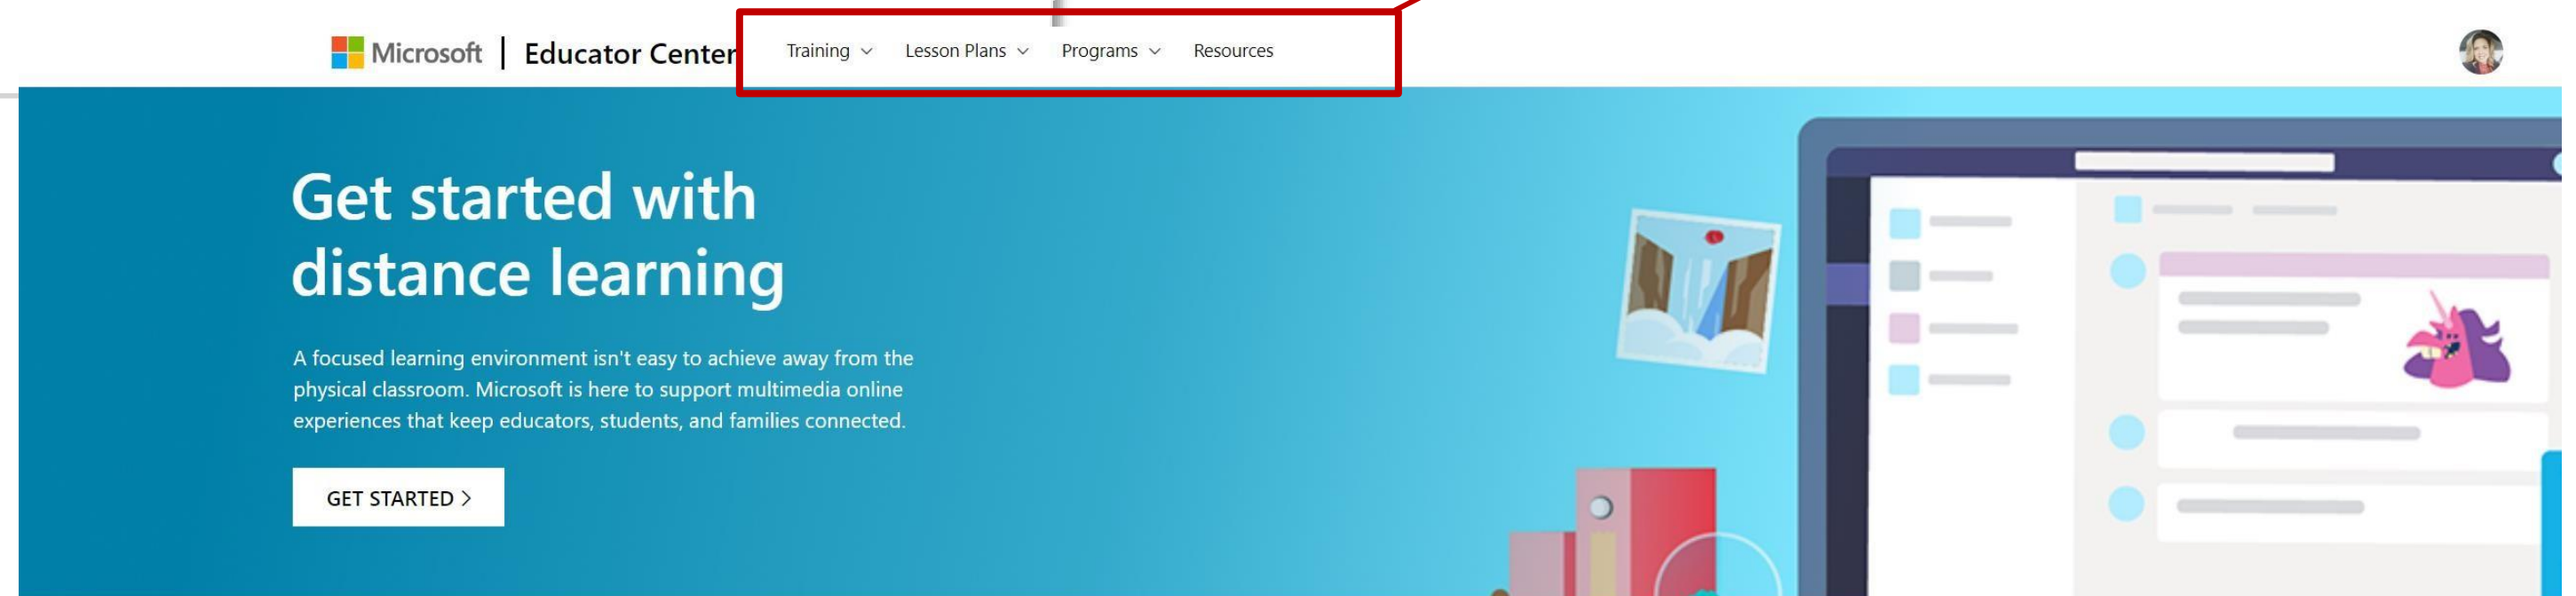 Microsoft | Educator Center Training Lesson Plans Programs Resources
Get started with
distance learning
A focused learning environment isn't easy to achieve away from the
physical classroom. Microsoft is here to support multimedia online
experiences that keep educators, students, and families connected.
GET STARTED >